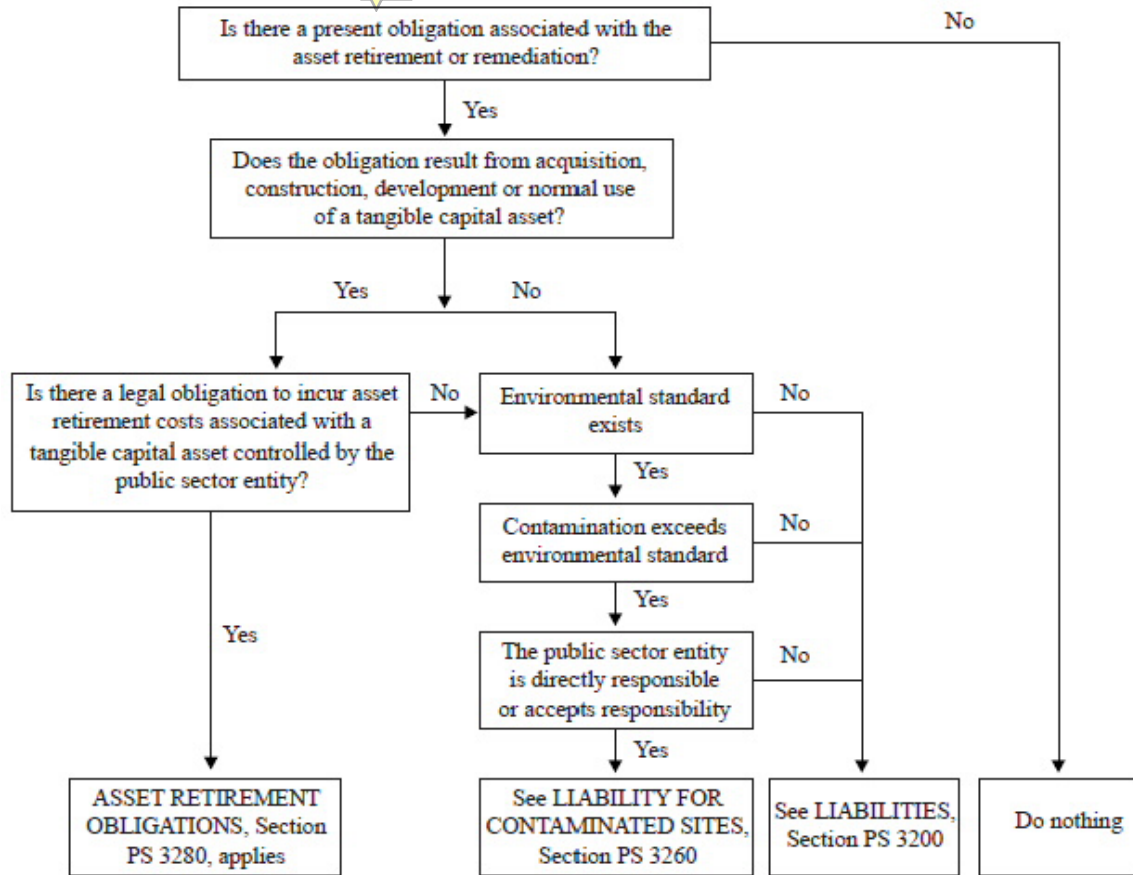 Is there a present obligation associated with the
asset retirement or remediation?
No
Yes
Does the obligation result from acquisition,
construction, development or normal use
of a tangible capital asset?
Yes
No
Is there a legal obligation to incur asset
retirement costs associated with a
tangible capital asset controlled by the
public sector entity?
No
Environmental standard
exists
No
Yes
Contamination exceeds
environmental standard
No
Yes
Yes
The public sector entity
is directly responsible
or accepts responsibility
No
Yes
ASSET RETIREMENT
OBLIGATIONS, Section
PS 3280, applies
See LIABILITY FOR
CONTAMINATED SITES,
Section PS 3260
See LIABILITIES,
Section PS 3200
Do nothing